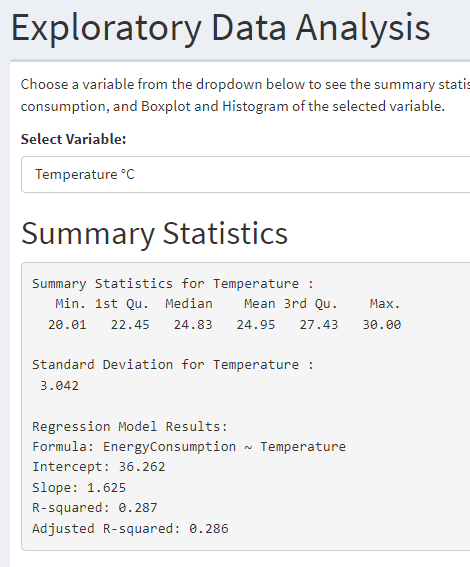 Exploratory Data Analysis
Choose a variable from the dropdown below to see the summary
consumption, and Boxplot and Histogram of the selected variable.
Select Variable:
Temperature °C
Summary Statistics
Summary Statistics for Temperature :
Min. 1st Qu. Median Mean 3rd Qu. Max.
20.01 22.45 24.83 24.95 27.43 30.00
Standard Deviation for Temperature :
3.042
Regression Model Results:
Formula: EnergyConsumption ~ Temperature
Intercept: 36.262
Slope: 1.625
R-squared: 0.287
Adjusted R-squared: 0.286